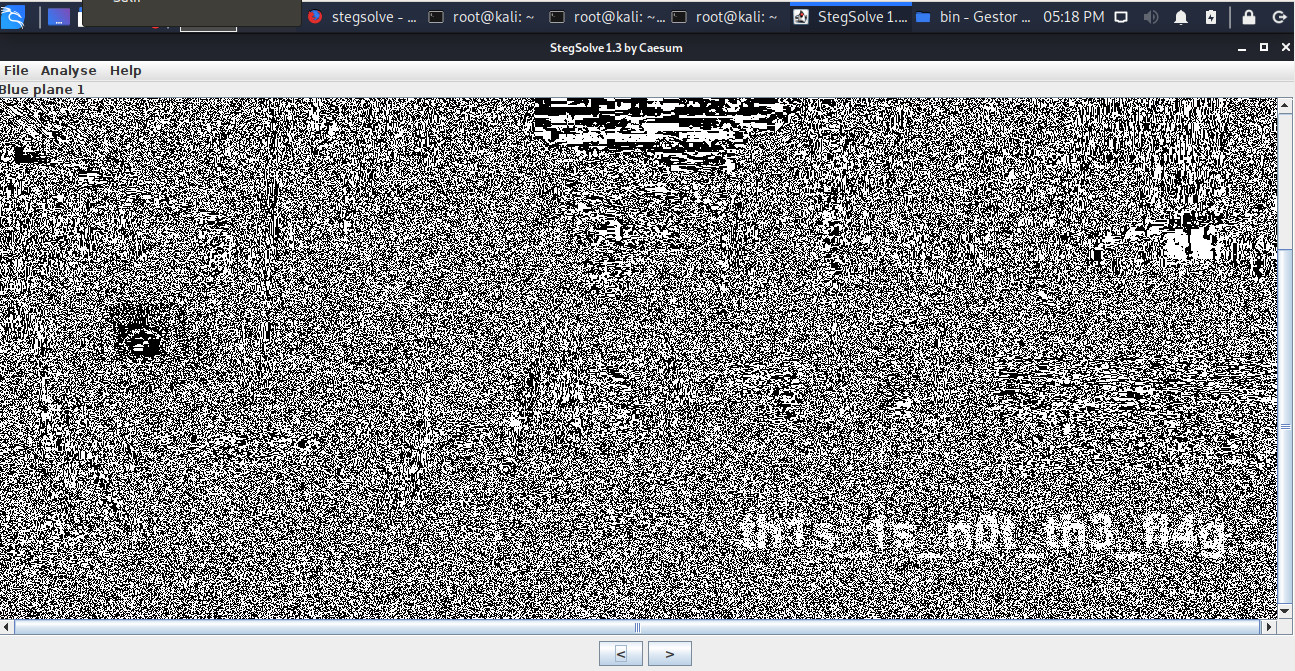 stegsolve - ... root@kali: ~ root@kali: ~... root@kali: ~ StegSolve 1.... bin - Gestor ... 05:18 PM
StegSolve 1.3 by Caesum
File Analyse Help
Blue plane 1
th1s_1s_n0t_th3_fl4g
< >